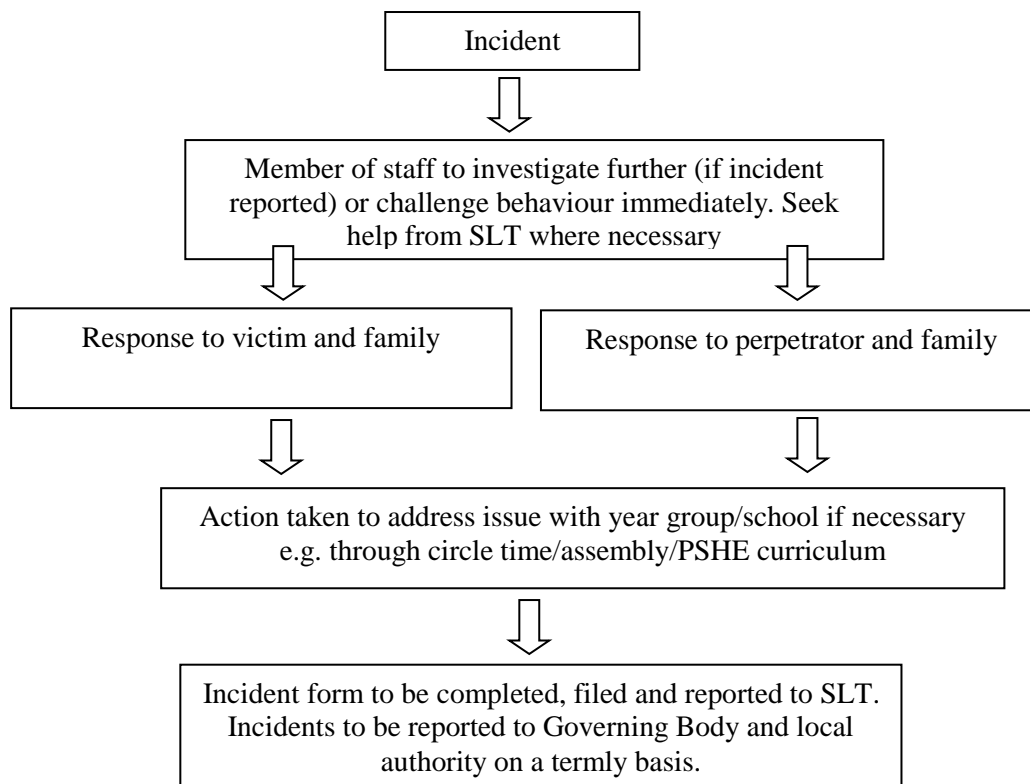 Incident
Member of staff to investigate further (if incident
reported) or challenge behaviour immediately. Seek
help from SLT where necessary
Response to victim and family
Response to perpetrator and family
Action taken to address issue with year group/school if necessary
e.g. through circle time/assembly/PSHE curriculum
Incident form to be completed, filed and reported to SLT.
Incidents to be reported to Governing Body and local
authority on a termly basis.